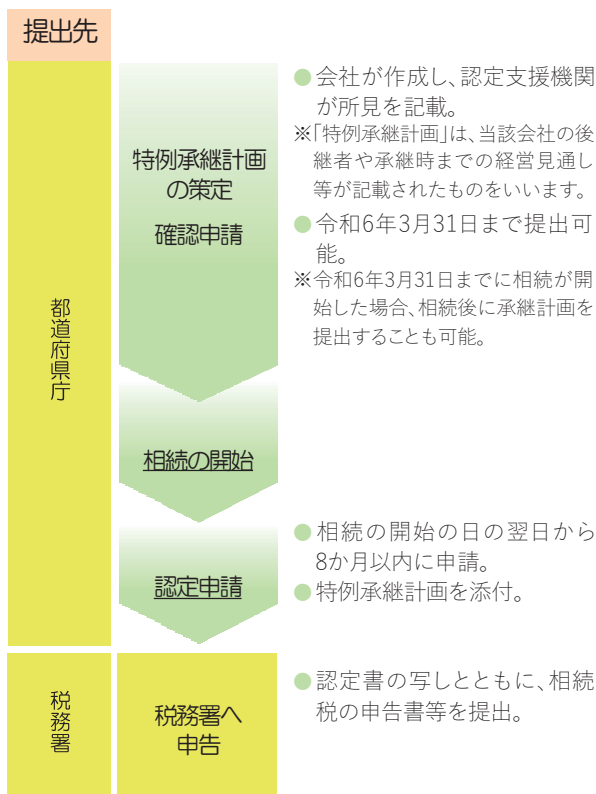 提出先
都道府県庁
特例承継計画
の策定
確認申請
●会社が作成し、認定支援機関
が所見を記載。
※「特例承継計画」は、当該会社の後
継者や承継時までの経営見通し
等が記載されたものをいいます。
●令和6年3月31日まで提出可
能。
※令和6年3月31日までに相続が開
始した場合、相続後に承継計画を
提出することも可能。
相続の開始
認定申請
●相続の開始の日の翌日から
8か月以内に申請。
●特例承継計画を添付。
税務署
税務署へ
申告
●認定書の写しとともに、相続
税の申告書等を提出。